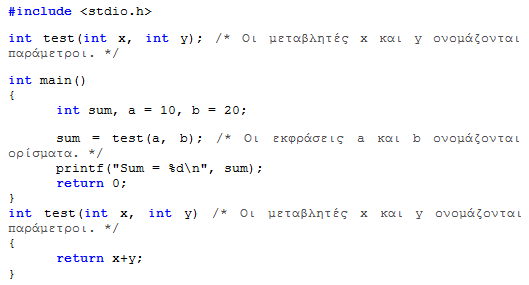 #include <stdio.h>
int test(int x, int y); /* Οι μεταβλητές x και y ονομάζονται
παράμετροι. */
int main()
{
int sum, a = 10, b = 20;
sum = test(a, b); /* Οι εκφράσεις a και b ονομάζονται
ορίσματα. */
printf("Sum = %d\n", sum);
return 0;
}
int test(int x, int y) /* Οι μεταβλητές x και y ονομάζονται
παράμετροι. */
{
return x+y;
}